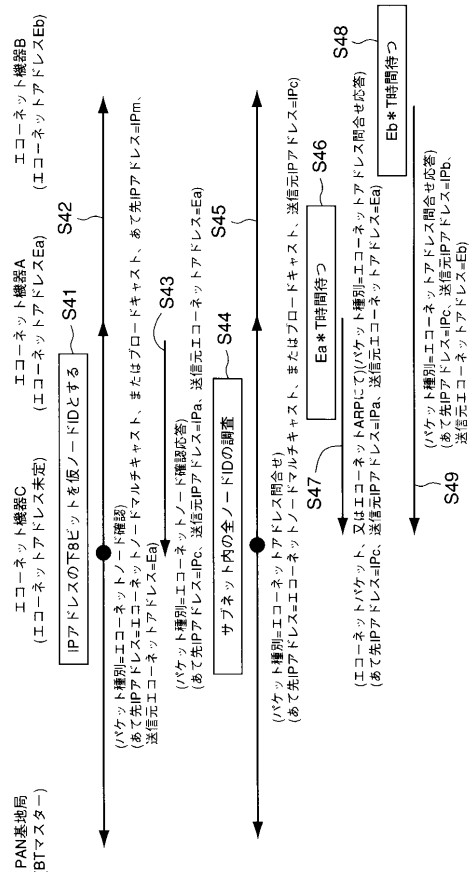 PAN基地局
(BTマスター)
エコーネット機器C
(エコーネットアドレス未定)
エコーネット機器A
(エコーネットアドレスEa)
エコーネット機器B
(エコーネットアドレスEb)
IPアドレスの下8ビットを仮ノードIDとする
S41
S42
(パケット種別=エコーネットノード確認)
(あて先IPアドレス=エコーネットノードマルチキャスト、またはブロードキャスト、あて先IPアドレス=IPm、
送信元エコーネットアドレス=Ea)
S43
(パケット種別=エコーネットノード確認応答)
(あて先IPアドレス=IPc、送信元IPアドレス=IPa、送信元エコーネットアドレス=Ea)
サブネット内の全ノードIDの調査
S44
S45
(パケット種別=エコーネットアドレス問合せ)
(あて先IPアドレス=エコーネットノードマルチキャスト、またはブロードキャスト、送信元IPアドレス=IPc)
Ea*T時間待つ
S46
S47
(エコーネットパケット、又はエコーネットARPにて)(パケット種別=エコーネットアドレス問合せ応答)
(あて先IPアドレス=IPc、送信元IPアドレス=IPa、送信元エコーネットアドレス=Ea)
Eb*T時間待つ
S48
S49
(パケット種別=エコーネットアドレス問合せ応答)
(あて先IPアドレス=IPc、送信元IPアドレス=IPb、
送信元エコーネットアドレス=Eb)